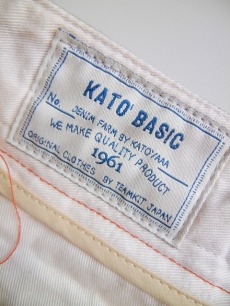 KATO' BASIC
No.
DENIM FARM BY KATO'AAA
WE MAKE QUALITY PRODUCT
1961
ORIGINAL CLOTHES BY TEAMKIT JAPAN